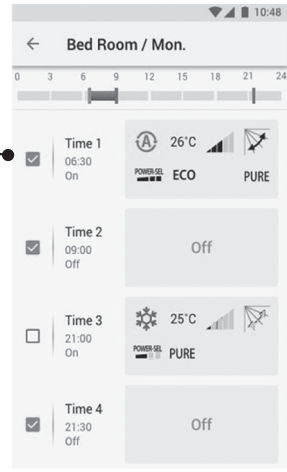 10:48
Bed Room / Mon.
0 3 6 9 12 15 18 21 24
Time 1
06:30
On
A 26°C
POWER-SEL ECO PURE
Time 2
09:00
Off
Off
Time 3
21:00
On
25°C
POWER-SEL PURE
Time 4
21:30
Off
Off